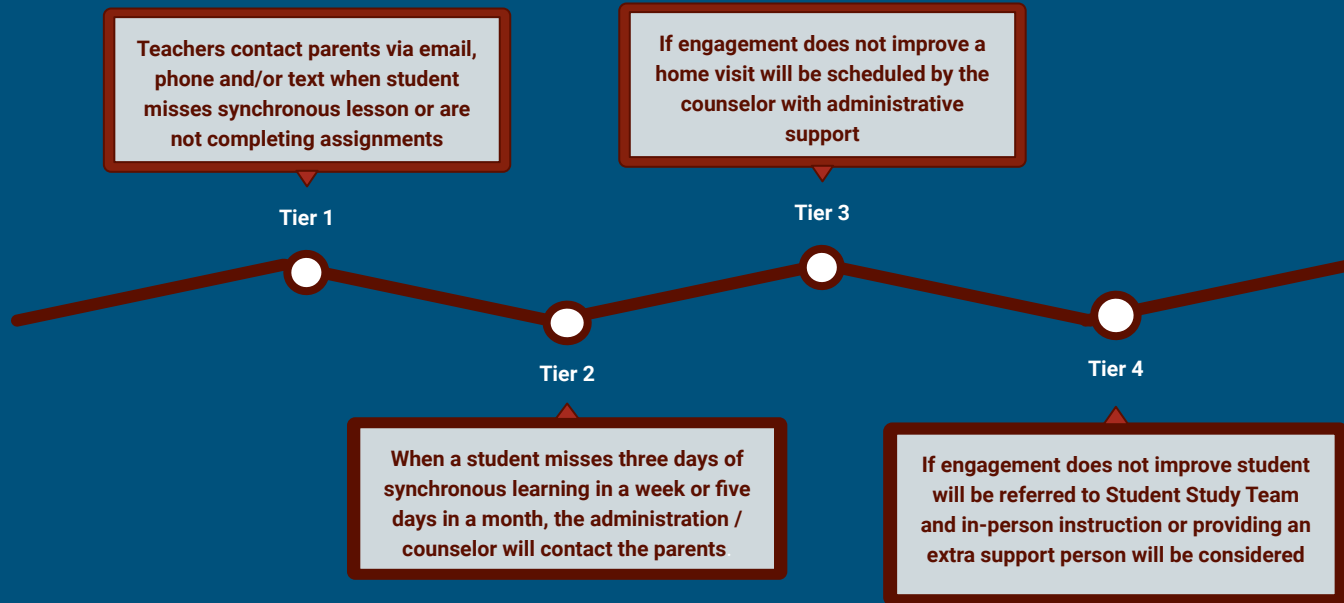 Teachers contact parents via email,
phone and/or text when student
misses synchronous lesson or are
not completing assignments
Tier 1
Tier 2
When a student misses three days of
synchronous learning in a week or five
days in a month, the administration /
counselor will contact the parents.
If engagement does not improve a
home visit will be scheduled by the
counselor with administrative
support
Tier 3
Tier 4
If engagement does not improve student
will be referred to Student Study Team
and in-person instruction or providing an
extra support person will be considered